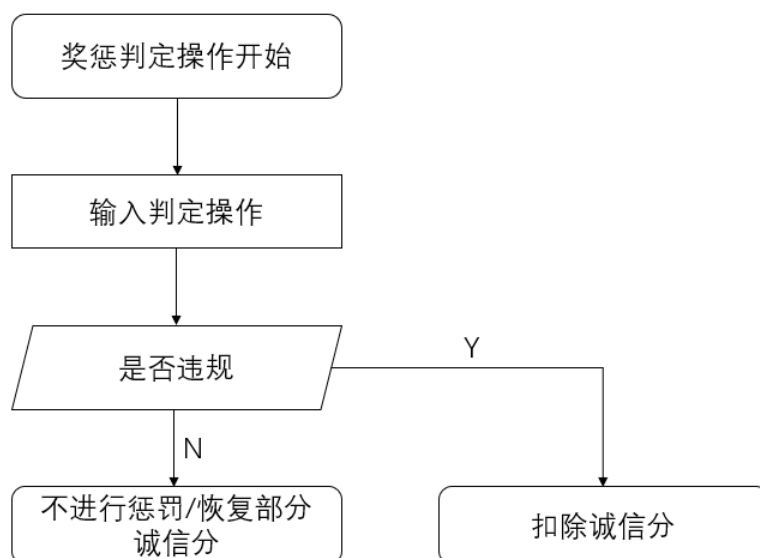 奖惩判定操作开始
输入判定操作
是否违规
Y
N
不进行惩罚/恢复部分
诚信分
扣除诚信分